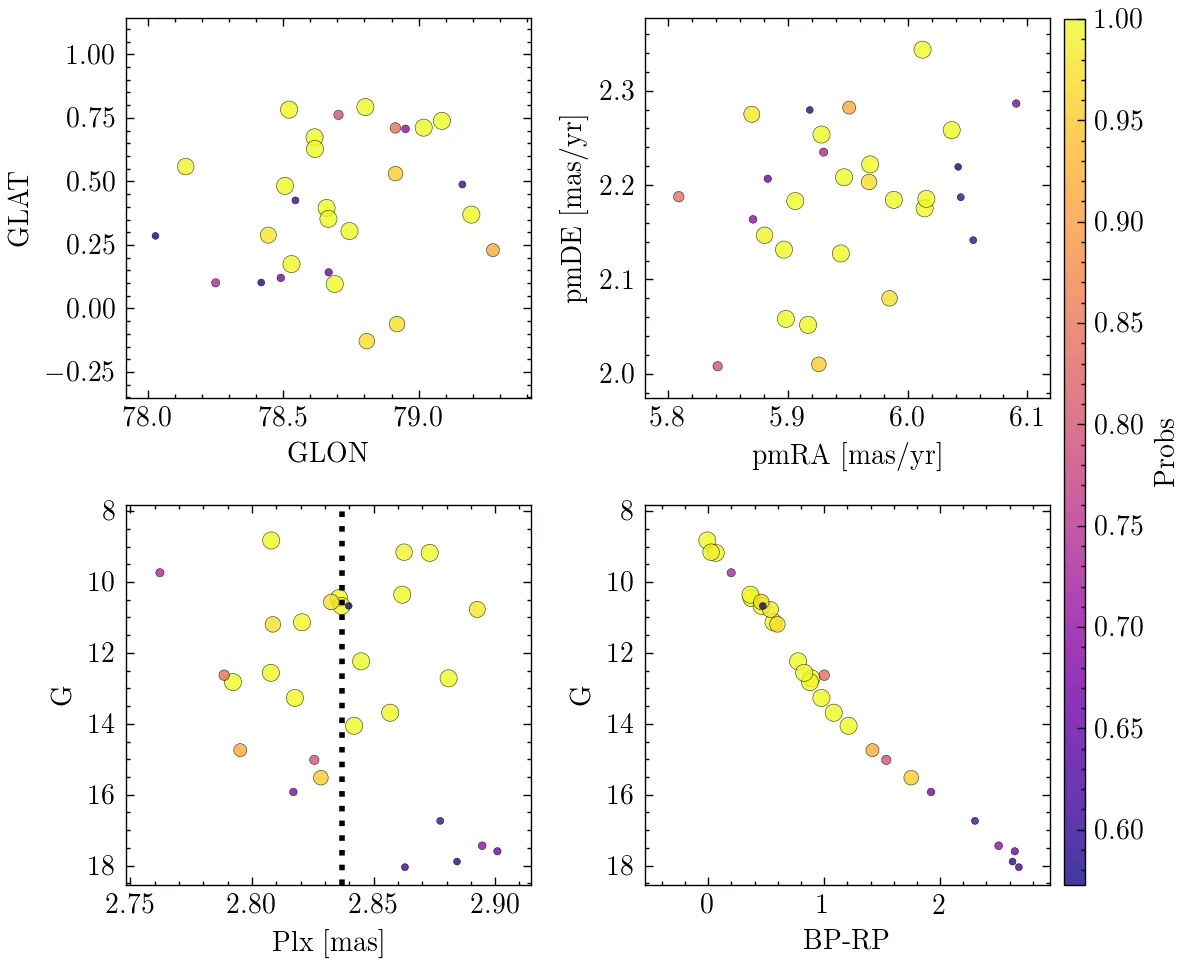 1.00
0.75
0.50
0.25
0.00
−0.25
GLAT
78.0 78.5 79.0
GLON
2.3
2.2
2.1
2.0
pmDE [mas/yr]
5.8 5.9 6.0 6.1
pmRA [mas/yr]
1.00
0.95
0.90
0.85
0.80
0.75
0.70
0.65
0.60
Probs
8
10
12
14
16
18
G
2.75 2.80 2.85 2.90
Plx [mas]
8
10
12
14
16
18
G
0 1 2
BP-RP